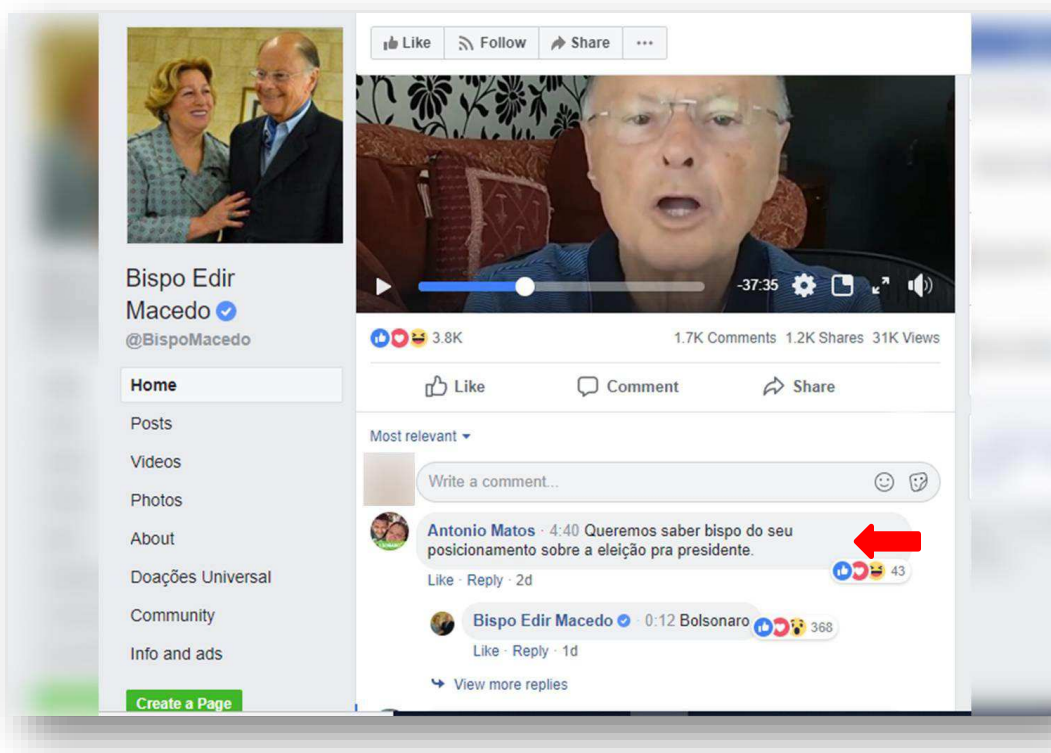 Like Follow Share ...
-37:35
Bispo Edir
Macedo
@BispoMacedo
Home
Posts
Videos
Photos
About
Doações Universal
Community
Info and ads
Create a Page
3.8K 1.7K Comments 1.2K Shares 31K Views
Like Comment Share
Most relevant
Write a comment...
Antonio Matos · 4:40 Queremos saber bispo do seu
posicionamento sobre a eleição pra presidente.
43
Like · Reply · 2d
Bispo Edir Macedo · 0:12 Bolsonaro
368
Like · Reply · 1d
View more replies